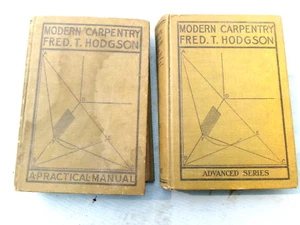 MODERN CARPENTRY
FRED. T. HODGSON
A PRACTICAL MANUAL
MODERN CARPENTRY
FRED. T. HODGSON
ADVANCED SERIES